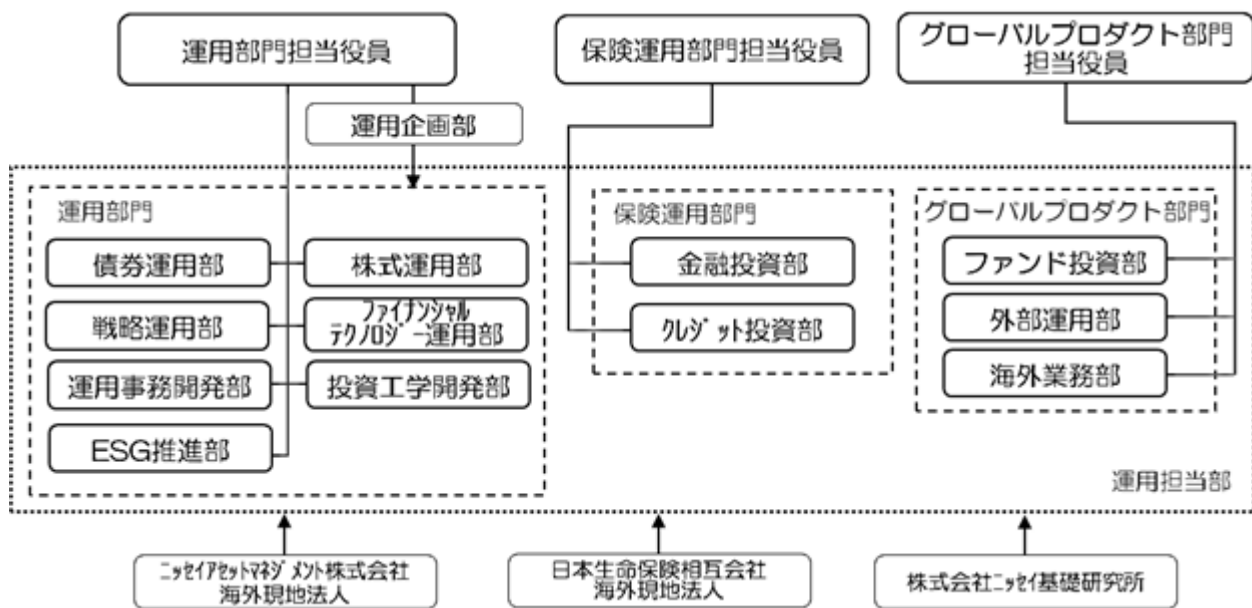 運用部門担当役員
保険運用部門担当役員
グローバルプロダクト部門
担当役員
運用企画部
運用部門
債券運用部
株式運用部
戦略運用部
ファイナンシャル
テクノロジー運用部
運用事務開発部
投資工学開発部
ESG推進部
保険運用部門
金融投資部
クレジット投資部
グローバルプロダクト部門
ファンド投資部
外部運用部
海外業務部
運用担当部
ニッセイアセットマネジメント株式会社
海外現地法人
日本生命保険相互会社
海外現地法人
株式会社ニッセイ基礎研究所